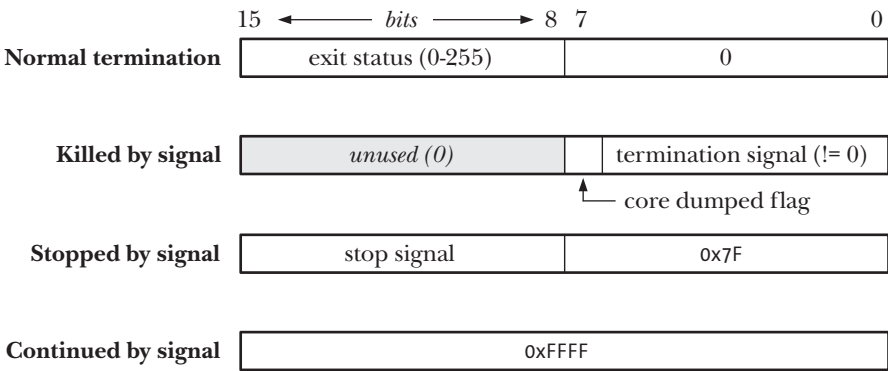 15 bits 8 7 0
Normal termination exit status (0-255) 0
Killed by signal unused (0) termination signal (!= 0)
core dumped flag
Stopped by signal stop signal 0x7F
Continued by signal 0xFFFF